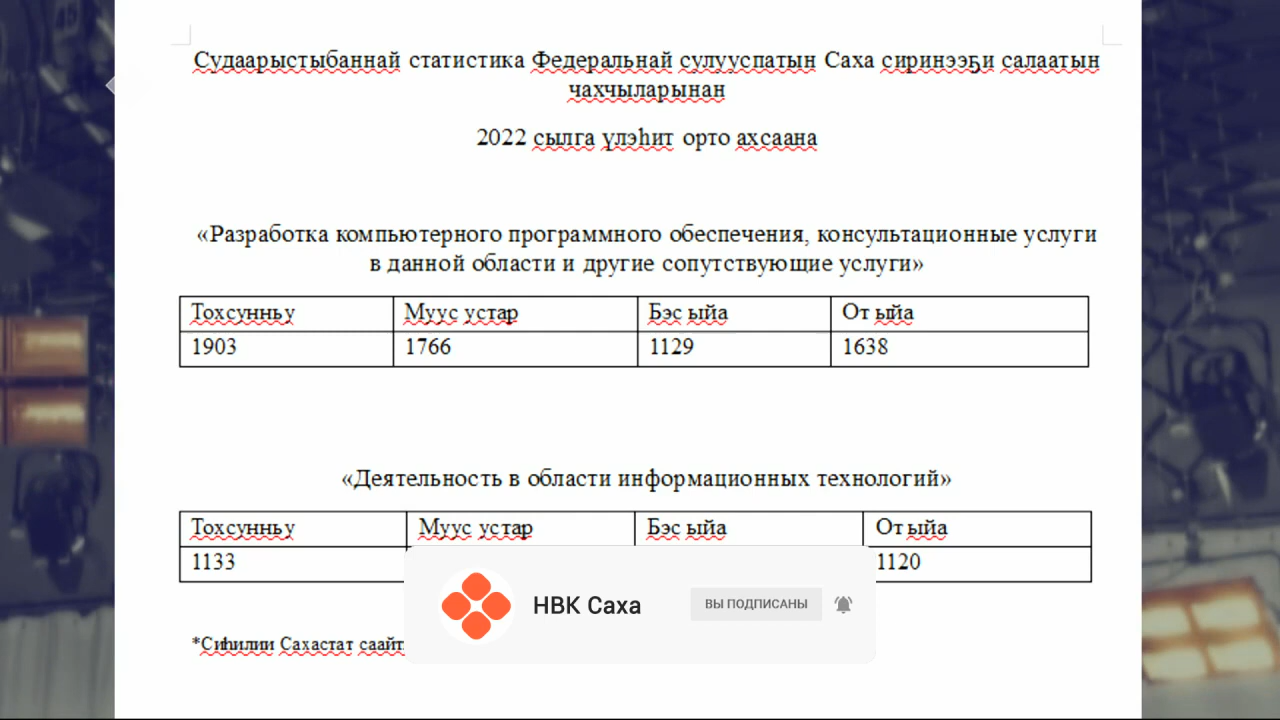 Судаарыстыбаннай статистика Федеральнай сулууспатын Саха сиринээҕи салаатын
чахчыларынан
2022 сылга үлэһит орто ахсаана
«Разработка компьютерного программного обеспечения, консультационные услуги
в данной области и другие сопутствующие услуги»
Тохсунньу Муус устар Бэс ыйа От ыйа
1903 1766 1129 1638
«Деятельность в области информационных технологий»
Тохсунньу Муус устар Бэс ыйа От ыйа
1133 1120
НВК Саха ВЫ ПОДПИСАНЫ
*Сиһилии Сахастат